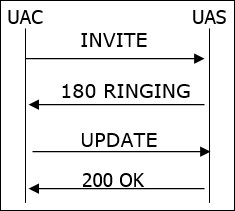 UAC UAS
INVITE
180 RINGING
UPDATE
200 OK